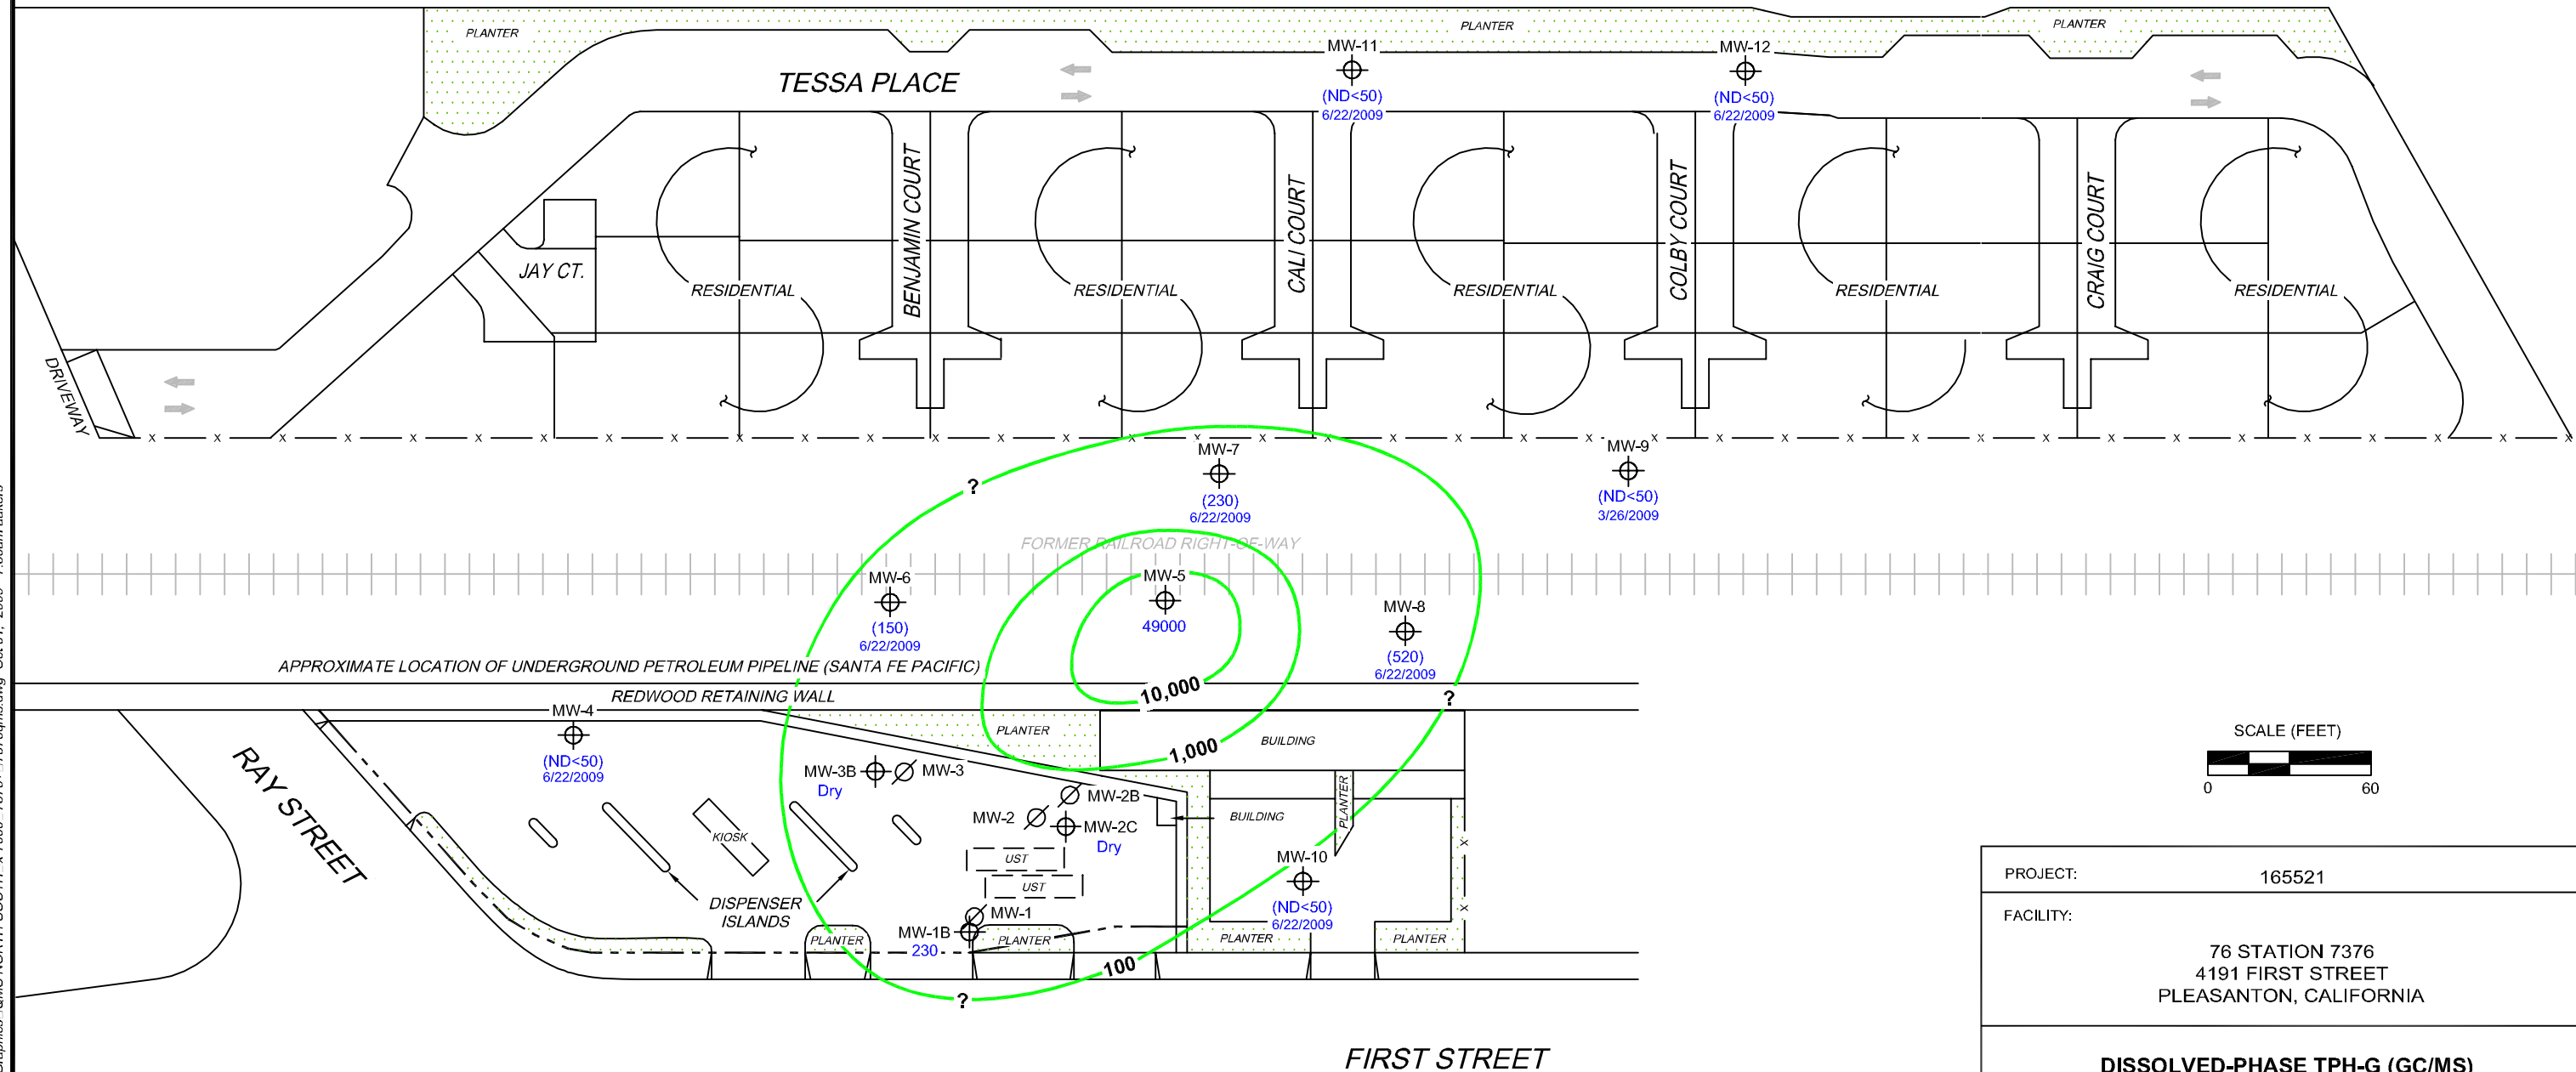 PLANTER
PLANTER
PLANTER
TESSA PLACE
MW-11
(ND<50)
6/22/2009
MW-12
(ND<50)
6/22/2009
JAY CT.
BENJAMIN COURT
CALI COURT
COLBY COURT
CRAIG COURT
RESIDENTIAL
RESIDENTIAL
RESIDENTIAL
RESIDENTIAL
RESIDENTIAL
DRIVEWAY
MW-7
(230)
6/22/2009
MW-9
(ND<50)
3/26/2009
?
FORMER RAILROAD RIGHT-OF-WAY
MW-6
(150)
6/22/2009
MW-5
49000
MW-8
(520)
6/22/2009
APPROXIMATE LOCATION OF UNDERGROUND PETROLEUM PIPELINE (SANTA FE PACIFIC)
REDWOOD RETAINING WALL
10,000
?
MW-4
(ND<50)
6/22/2009
PLANTER
1,000
BUILDING
RAY STREET
MW-3B
Dry
MW-3
MW-2B
MW-2
MW-2C
Dry
BUILDING
PLANTER
KIOSK
UST
UST
DISPENSER
ISLANDS
MW-10
(ND<50)
6/22/2009
MW-1
MW-1B
230
PLANTER
PLANTER
PLANTER
PLANTER
100
?
FIRST STREET
SCALE (FEET)
0 60
PROJECT: 165521
FACILITY:
76 STATION 7376
4191 FIRST STREET
PLEASANTON, CALIFORNIA
DISSOLVED-PHASE TPH-G (GC/MS)